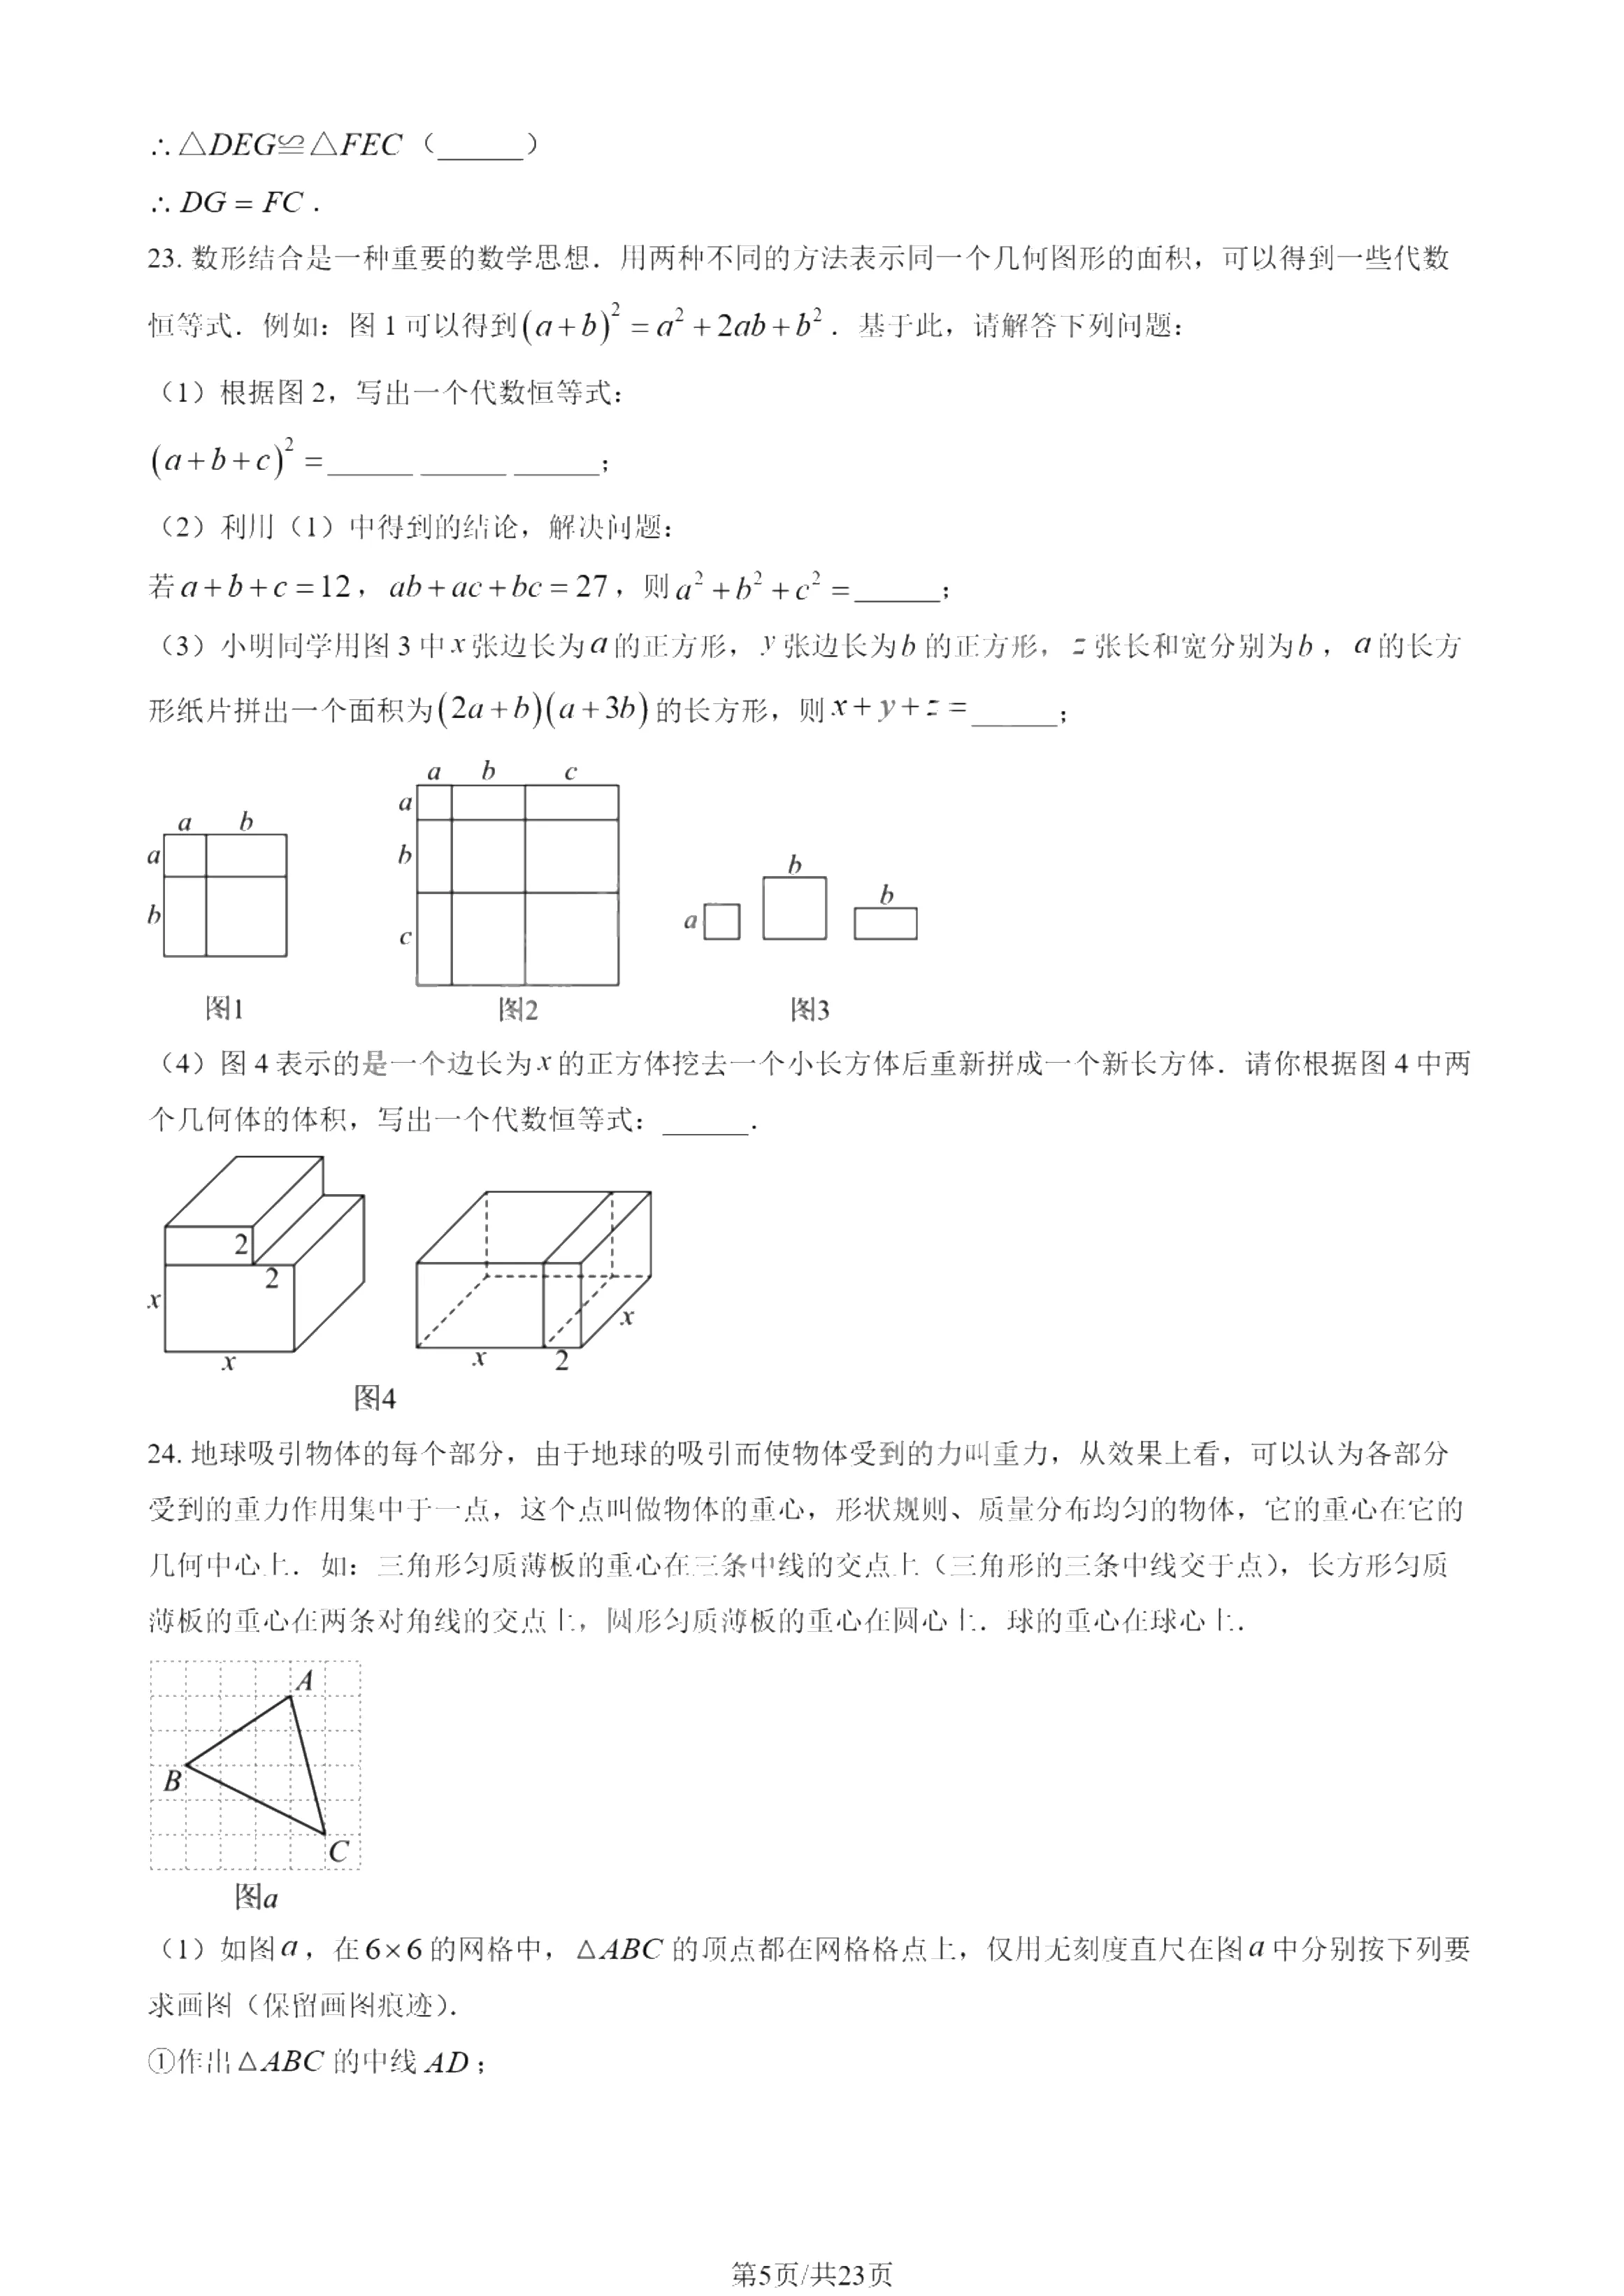 ∴△DEG≌△FEC（______）
∴ DG = FC．
23. 数形结合是一种重要的数学思想．用两种不同的方法表示同一个几何图形的面积，可以得到一些代数
恒等式．例如：图 1 可以得到(a+b)² = a² + 2ab + b²．基于此，请解答下列问题：
（1）根据图 2，写出一个代数恒等式：
(a+b+c)² = ______ ______ ______；
（2）利用（1）中得到的结论，解决问题：
若 a+b+c=12，ab+ac+bc=27，则 a²+b²+c² = ______；
（3）小明同学用图 3 中 x 张边长为 a 的正方形，y 张边长为 b 的正方形，z 张长和宽分别为 b，a 的长方
形纸片拼出一个面积为(2a+b)(a+3b)的长方形，则 x+y+z = ______；
a b
a
b
图1
a b c
a
b
c
图2
a
b
b
图3
（4）图 4 表示的是一个边长为 x 的正方体挖去一个小长方体后重新拼成一个新长方体．请你根据图 4 中两
个几何体的体积，写出一个代数恒等式：______．
2
2
x
x
x
2
x
图4
24. 地球吸引物体的每个部分，由于地球的吸引而使物体受到的力叫重力，从效果上看，可以认为各部分
受到的重力作用集中于一点，这个点叫做物体的重心，形状规则、质量分布均匀的物体，它的重心在它的
几何中心上．如：三角形匀质薄板的重心在三条中线的交点上（三角形的三条中线交于点），长方形匀质
薄板的重心在两条对角线的交点上，圆形匀质薄板的重心在圆心上．球的重心在球心上．
A
B
C
图a
（1）如图 a，在 6×6 的网格中，△ABC 的顶点都在网格格点上，仅用无刻度直尺在图 a 中分别按下列要
求画图（保留画图痕迹）．
①作出△ABC 的中线 AD；
第5页/共23页